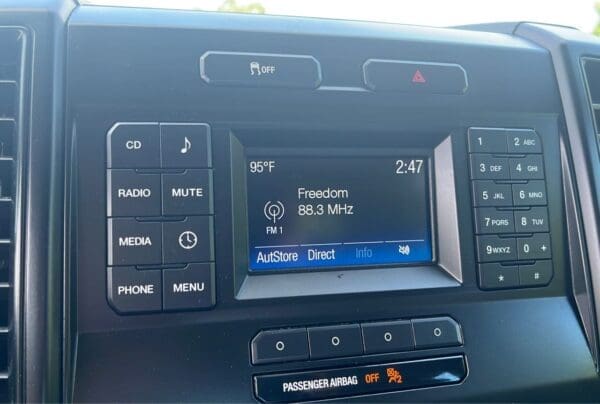 OFF
CD
RADIO MUTE
MEDIA
PHONE MENU
95°F 2:47
Freedom
88.3 MHz
FM 1
AutStore Direct Info
1 2 ABC
3 DEF 4 GHI
5 JKL 6 MNO
7 PQRS 8 TUV
9 WXYZ 0 +
* #
PASSENGER AIRBAG OFF 2